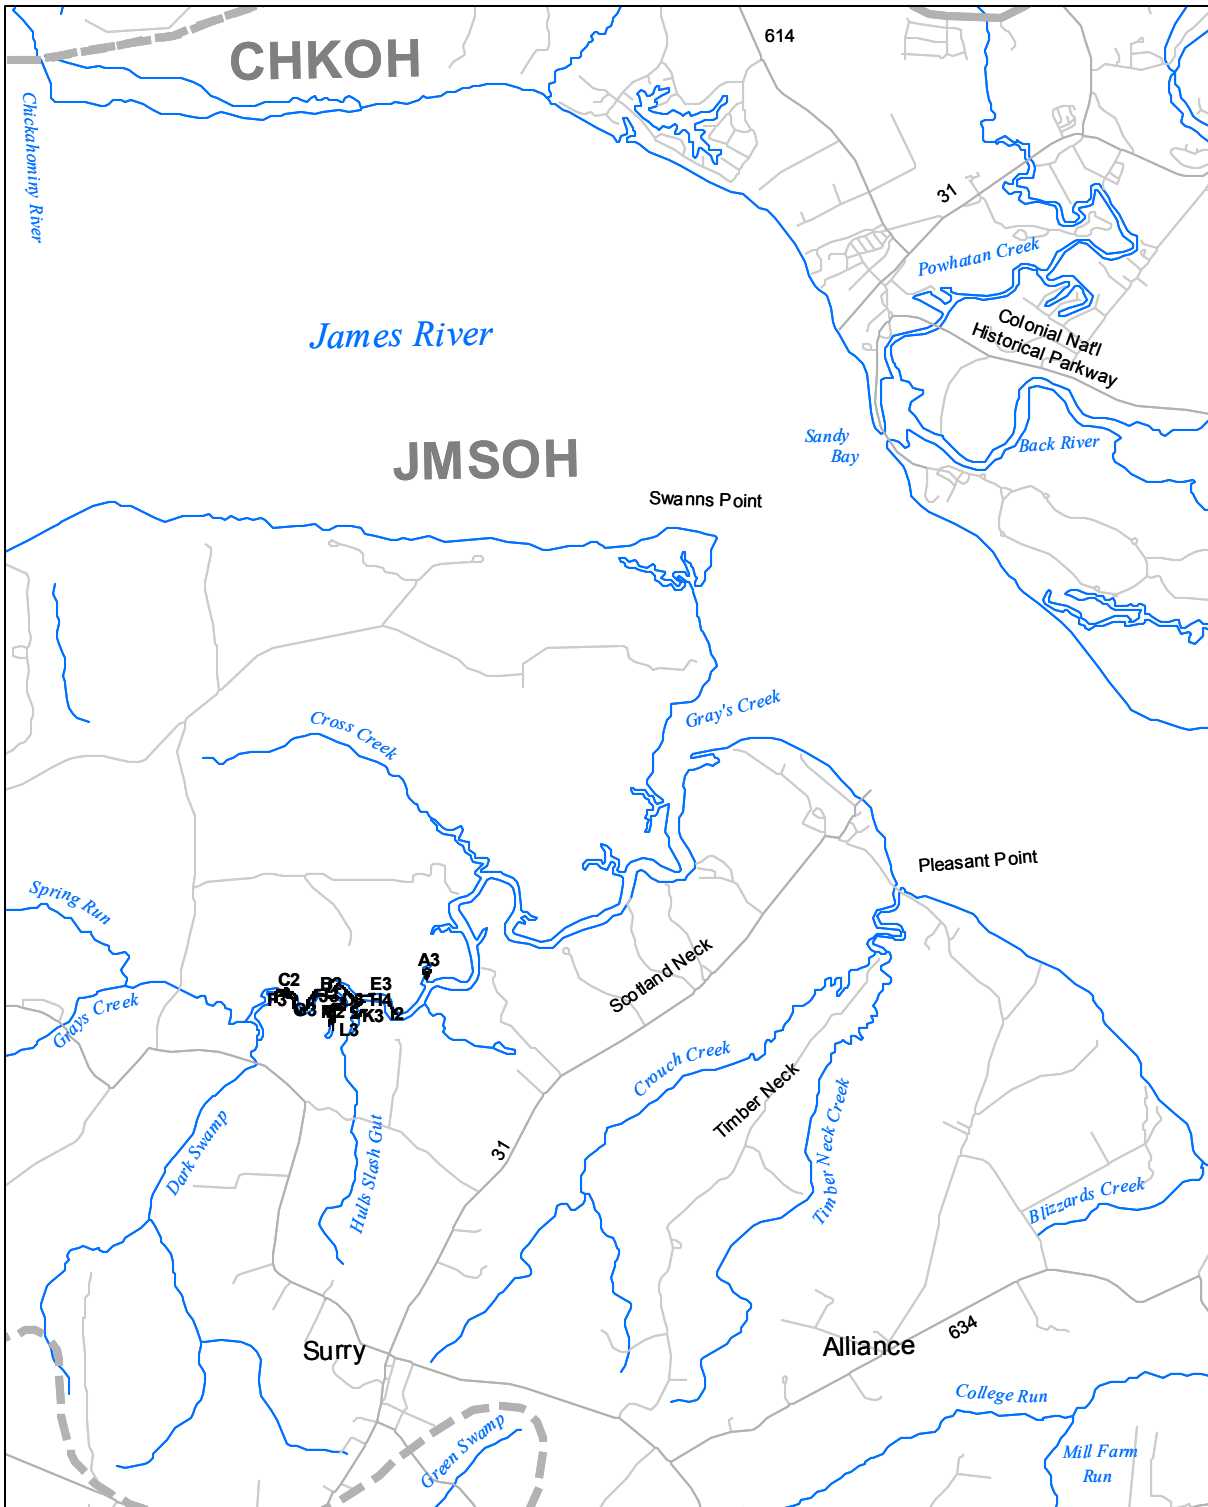 614
CHKOH
Chickahominy River
31
Powhatan Creek
James River
Colonial Nat'l
Historical Parkway
Sandy
Bay
Back River
JMSOH
Swanns Point
Gray's Creek
Cross Creek
Pleasant Point
Spring Run
A3
C2
E3
H4
I2
K3
L3
Scotland Neck
Grays Creek
Crouch Creek
Timber Neck
Timber Neck Creek
Dark Swamp
Hulls Slash Gut
31
Blizzards Creek
634
Surry
Alliance
College Run
Green Swamp
Mill Farm
Run